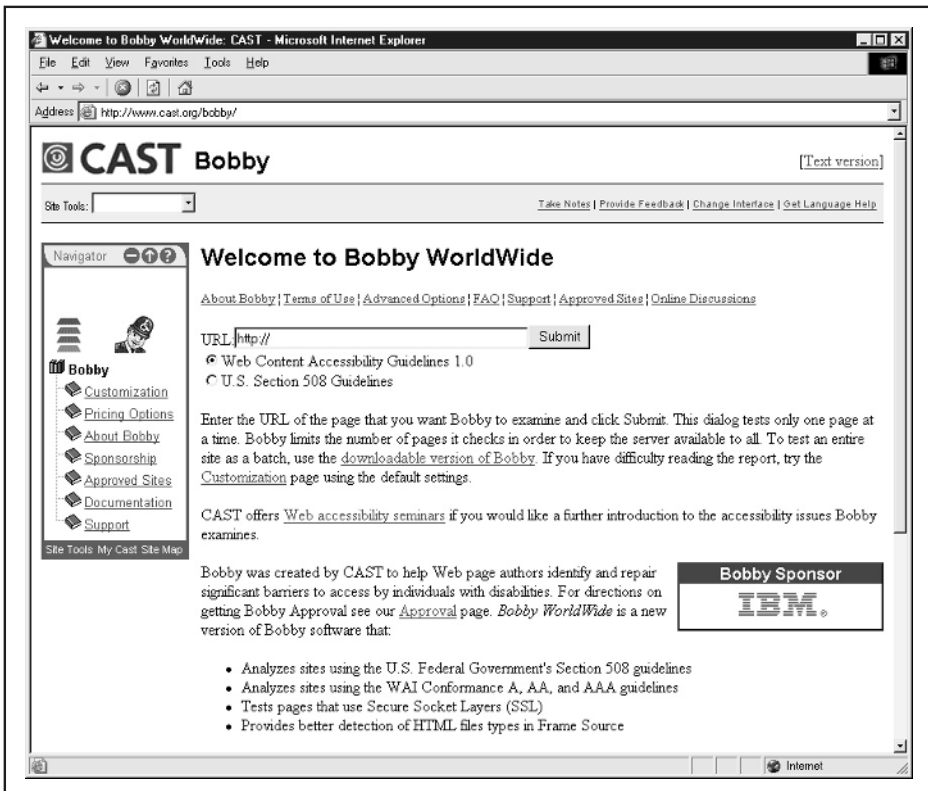 Welcome to Bobby WorldWide: CAST - Microsoft Internet Explorer
File Edit View Favorites Tools Help
Address http://www.cast.org/bobby/
CAST Bobby
[Text version]
Site Tools:
Take Notes | Provide Feedback | Change Interface | Get Language Help
Navigator
Welcome to Bobby WorldWide
About Bobby ¦ Terms of Use ¦ Advanced Options ¦ FAQ ¦ Support ¦ Approved Sites ¦ Online Discussions
URL: http:// Submit
Web Content Accessibility Guidelines 1.0
U.S. Section 508 Guidelines
Bobby
Customization
Pricing Options
About Bobby
Sponsorship
Approved Sites
Documentation
Support
Site Tools My Cast Site Map
Enter the URL of the page that you want Bobby to examine and click Submit. This dialog tests only one page at
a time. Bobby limits the number of pages it checks in order to keep the server available to all. To test an entire
site as a batch, use the downloadable version of Bobby. If you have difficulty reading the report, try the
Customization page using the default settings.
CAST offers Web accessibility seminars if you would like a further introduction to the accessibility issues Bobby
examines.
Bobby was created by CAST to help Web page authors identify and repair
significant barriers to access by individuals with disabilities. For directions on
getting Bobby Approval see our Approval page. Bobby WorldWide is a new
version of Bobby software that:
Bobby Sponsor
IBM®
• Analyzes sites using the U.S. Federal Government's Section 508 guidelines
• Analyzes sites using the WAI Conformance A, AA, and AAA guidelines
• Tests pages that use Secure Socket Layers (SSL)
• Provides better detection of HTML files types in Frame Source
Internet